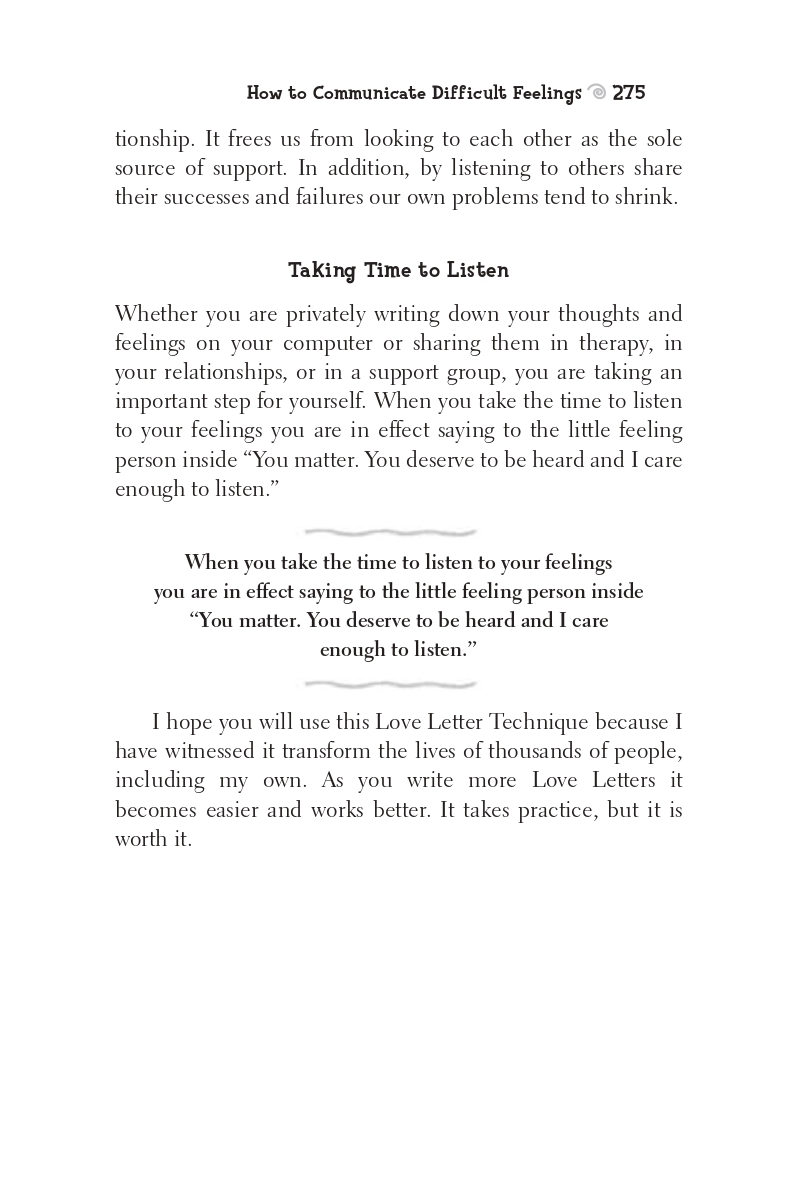 How to Communicate Difficult Feelings 275
tionship. It frees us from looking to each other as the sole
source of support. In addition, by listening to others share
their successes and failures our own problems tend to shrink.
Taking Time to Listen
Whether you are privately writing down your thoughts and
feelings on your computer or sharing them in therapy, in
your relationships, or in a support group, you are taking an
important step for yourself. When you take the time to listen
to your feelings you are in effect saying to the little feeling
person inside “You matter. You deserve to be heard and I care
enough to listen.”
When you take the time to listen to your feelings
you are in effect saying to the little feeling person inside
“You matter. You deserve to be heard and I care
enough to listen.”
I hope you will use this Love Letter Technique because I
have witnessed it transform the lives of thousands of people,
including my own. As you write more Love Letters it
becomes easier and works better. It takes practice, but it is
worth it.